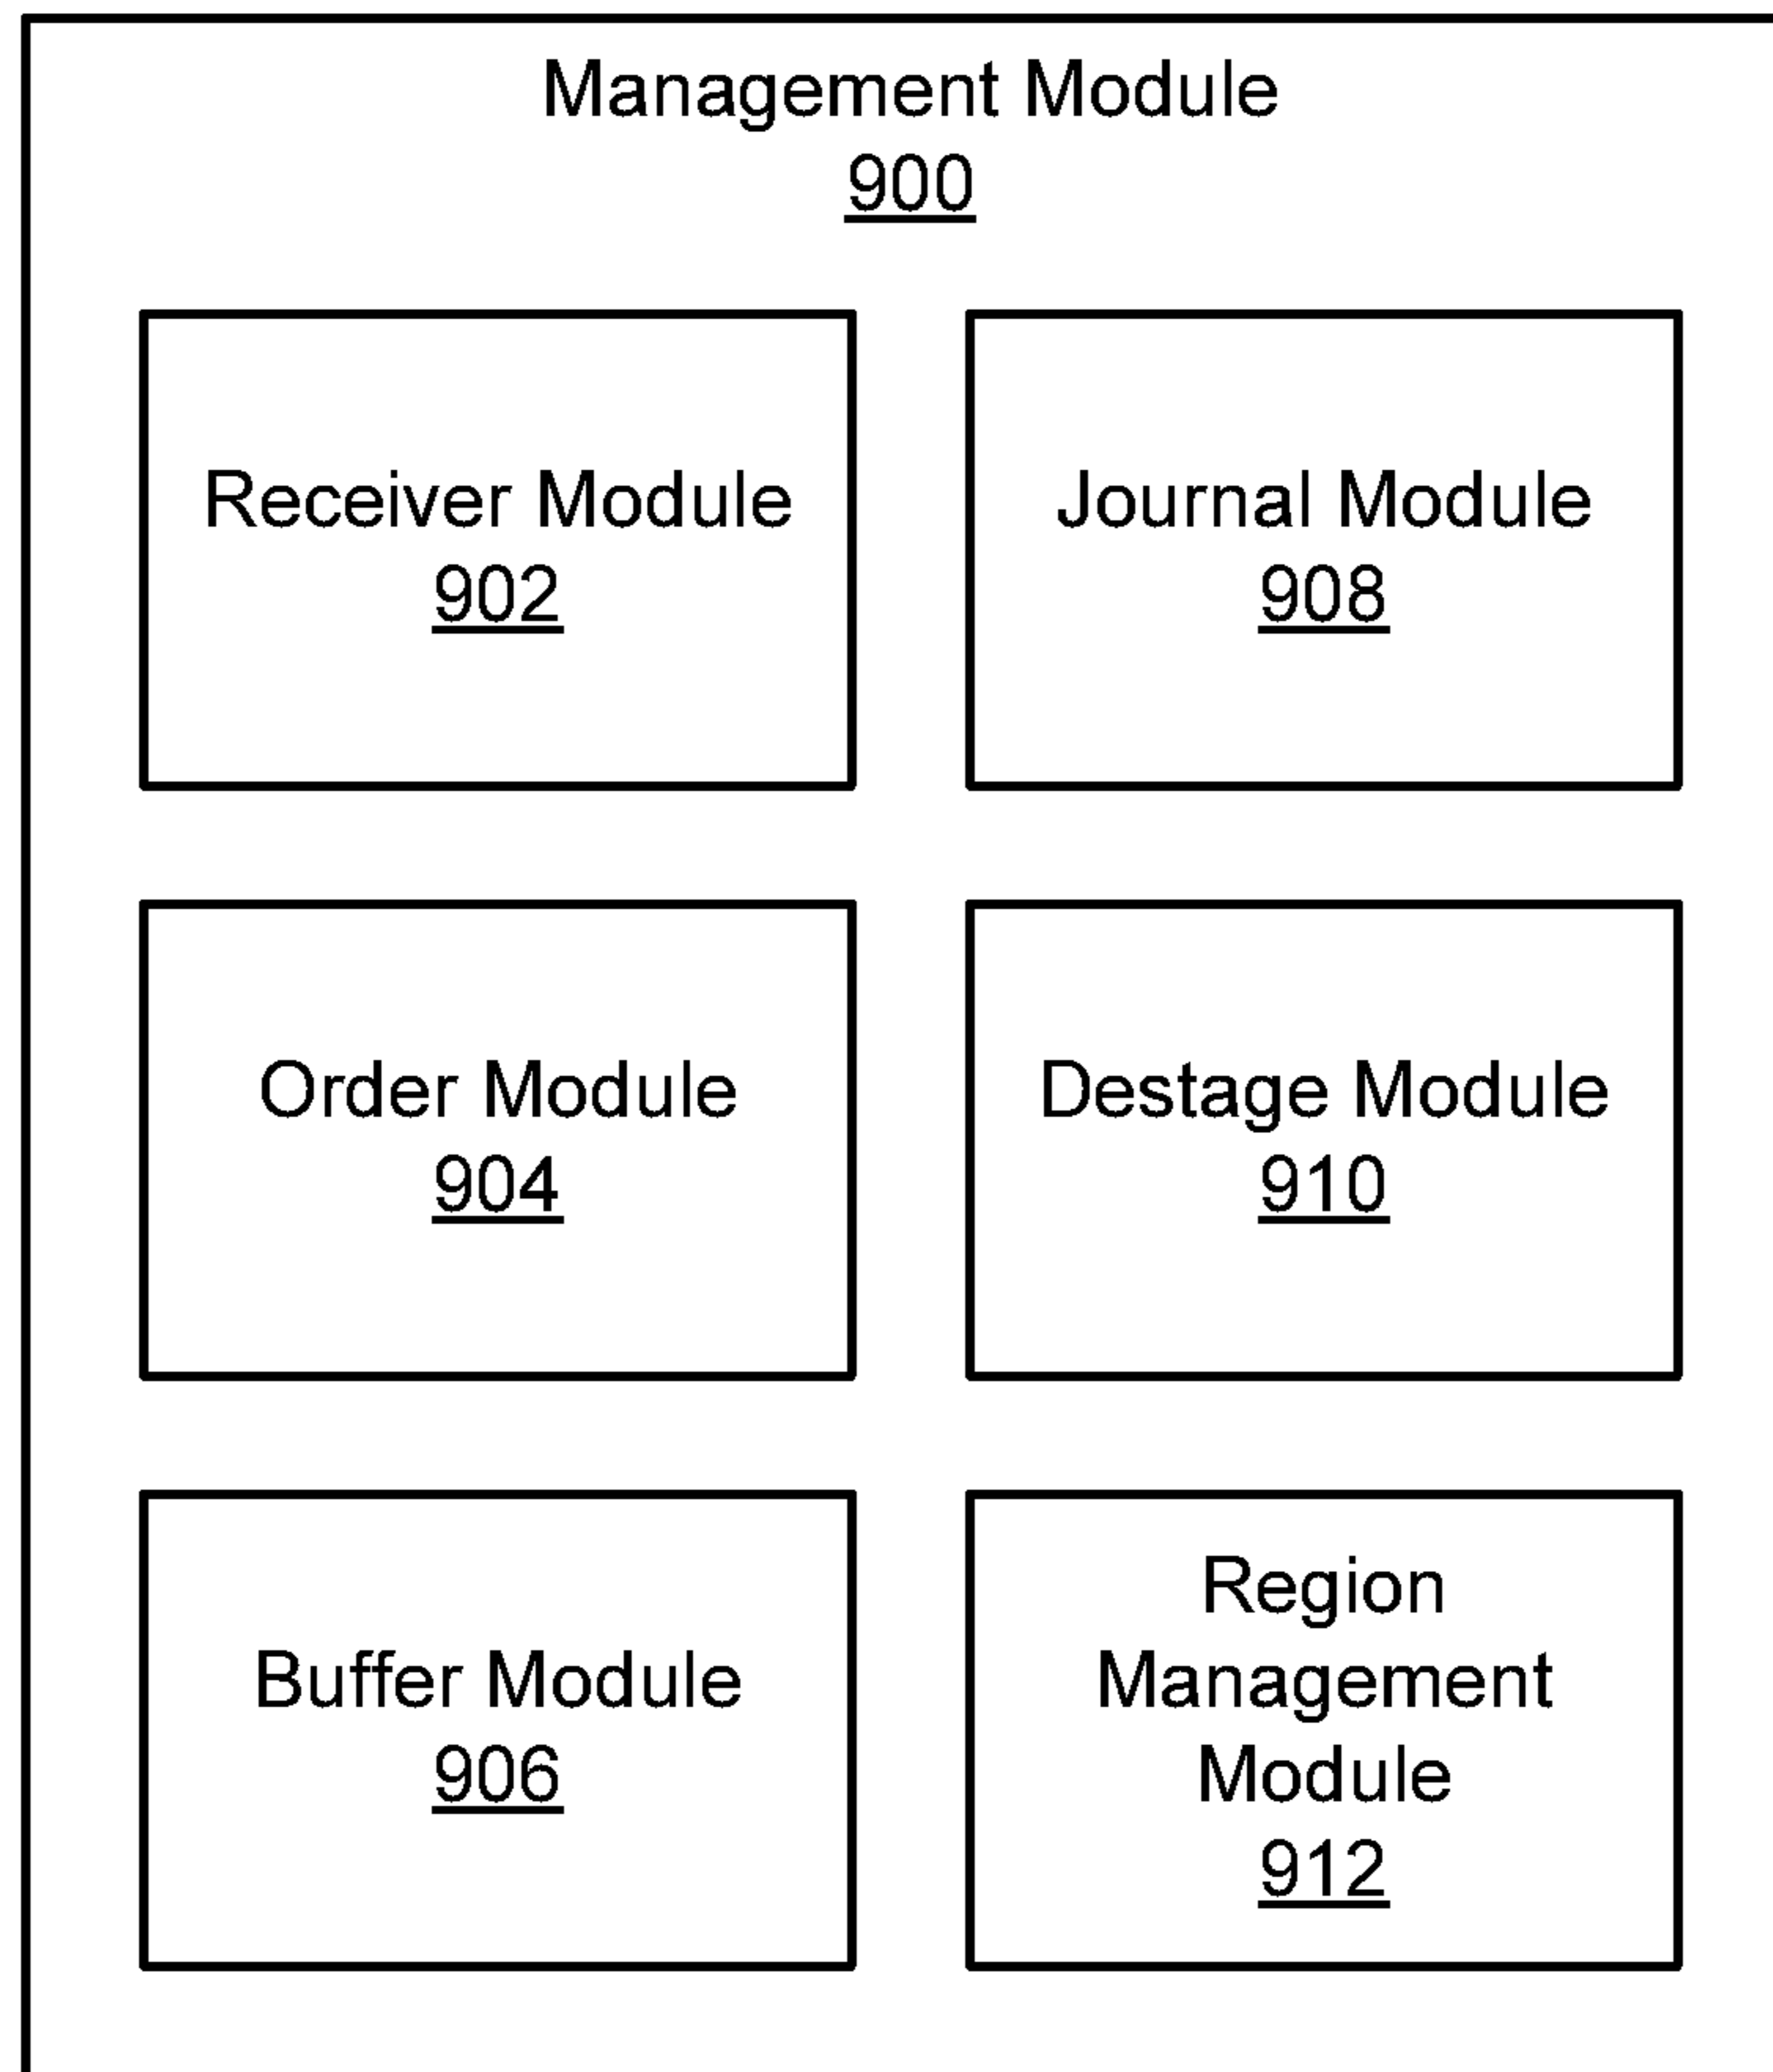 Management Module
900
Receiver Module
902
Journal Module
908
Order Module
904
Destage Module
910
Buffer Module
906
Region
Management
Module
912